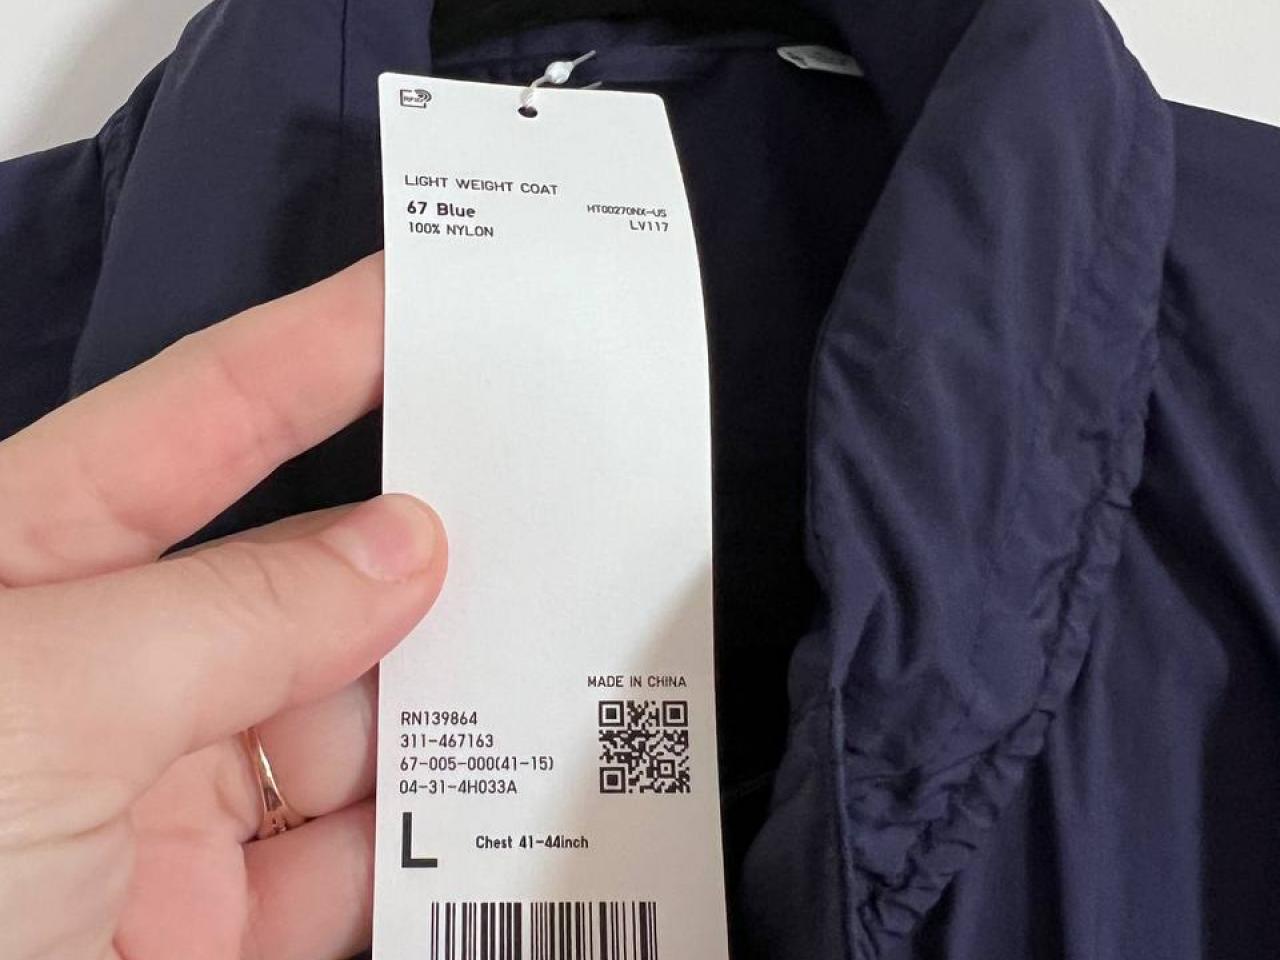 RFID
LIGHT WEIGHT COAT
67 Blue
HT00270NX-US
100% NYLON
LV117
MADE IN CHINA
RN139864
311-467163
67-005-000(41-15)
04-31-4H033A
L
Chest 41-44inch